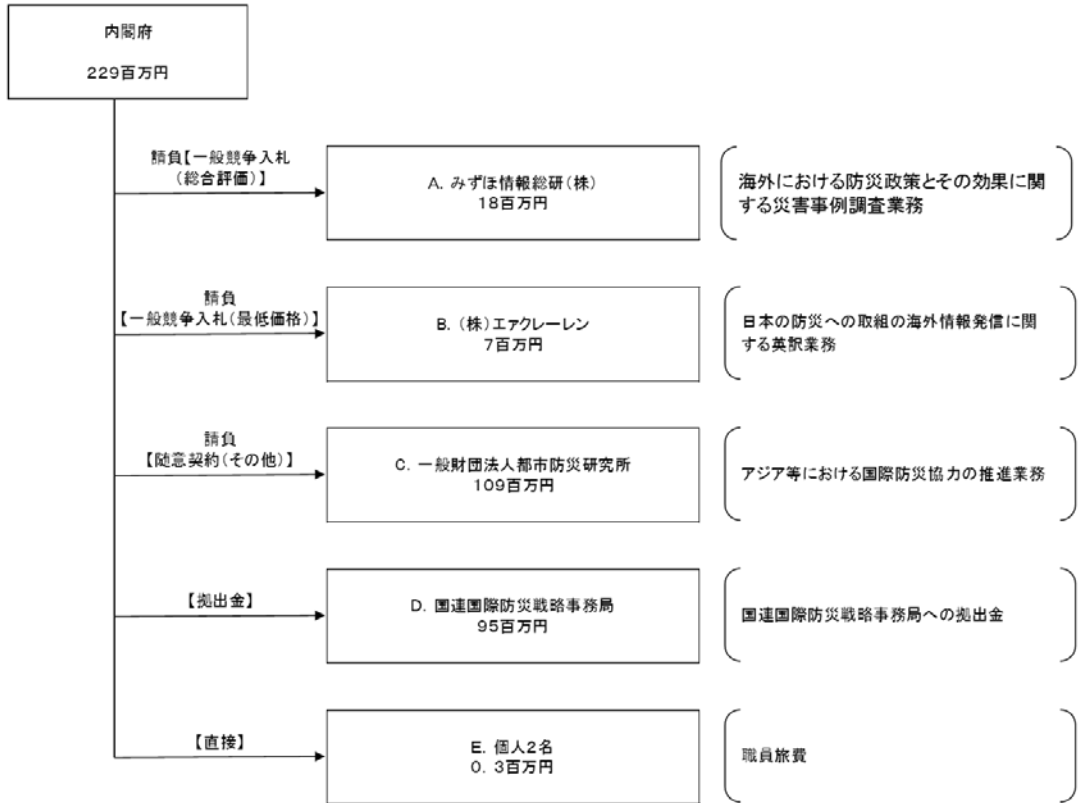 内閣府
229百万円
請負【一般競争入札
(総合評価)】
A. みずほ情報総研(株)
18百万円
海外における防災政策とその効果に関
する災害事例調査業務
請負
【一般競争入札(最低価格)】
B. (株)エァクレーレン
7百万円
日本の防災への取組の海外情報発信に関
する英訳業務
請負
【随意契約(その他)】
C. 一般財団法人都市防災研究所
109百万円
アジア等における国際防災協力の推進業務
【拠出金】
D. 国連国際防災戦略事務局
95百万円
国連国際防災戦略事務局への拠出金
【直接】
E. 個人2名
0. 3百万円
職員旅費